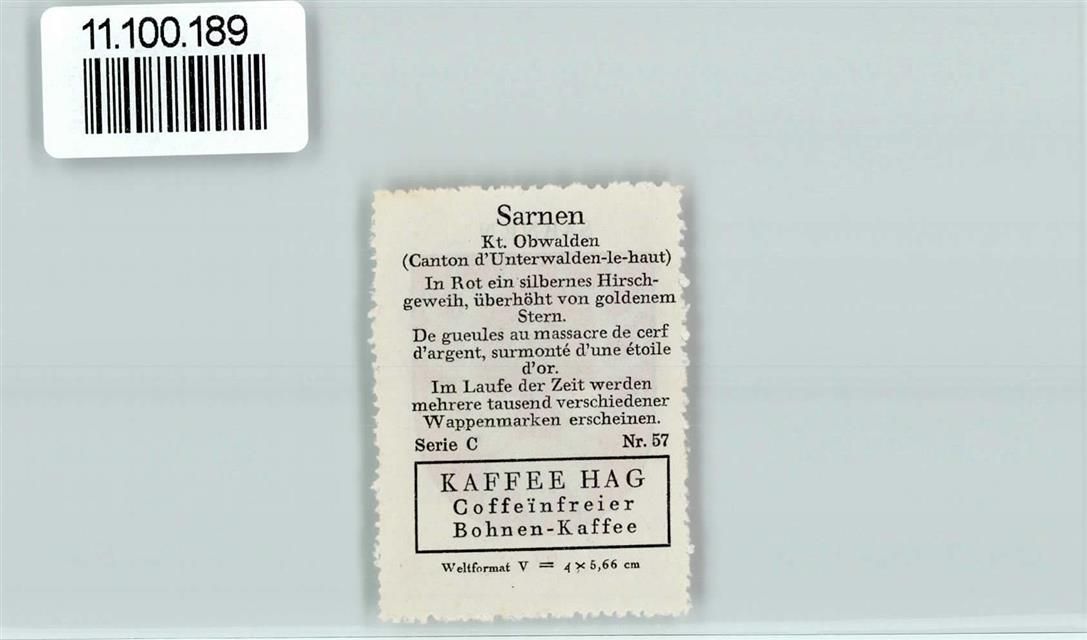 11.100.189
Sarnen
Kt. Obwalden
(Canton d'Unterwalden-le-haut)
In Rot ein silbernes Hirsch-
geweih, überhöht von goldenem
Stern.
De gueules au massacre de cerf
d'argent, surmonté d'une étoile
d'or.
Im Laufe der Zeit werden
mehrere tausend verschiedener
Wappenmarken erscheinen.
Serie C Nr. 57
KAFFEE HAG
Coffeïnfreier
Bohnen-Kaffee
Weltformat V = 4 × 5,66 cm